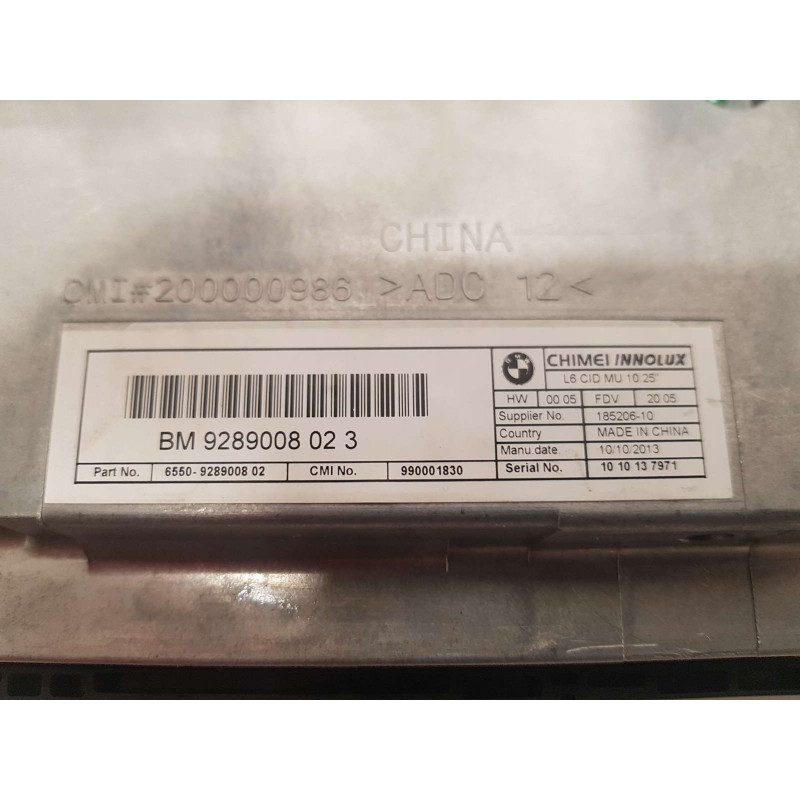 CHINA
CMI#200000986 >ADC 12<
BMW
CHIMEI INNOLUX
L6 CID MU 10.25"
HW 00 05 FDV 20 05
Supplier No. 185206-10
Country MADE IN CHINA
Manu.date. 10/10/2013
BM 9289008 02 3
Part No. 6550- 9289008 02 CMI No. 990001830 Serial No. 10 10 13 7971